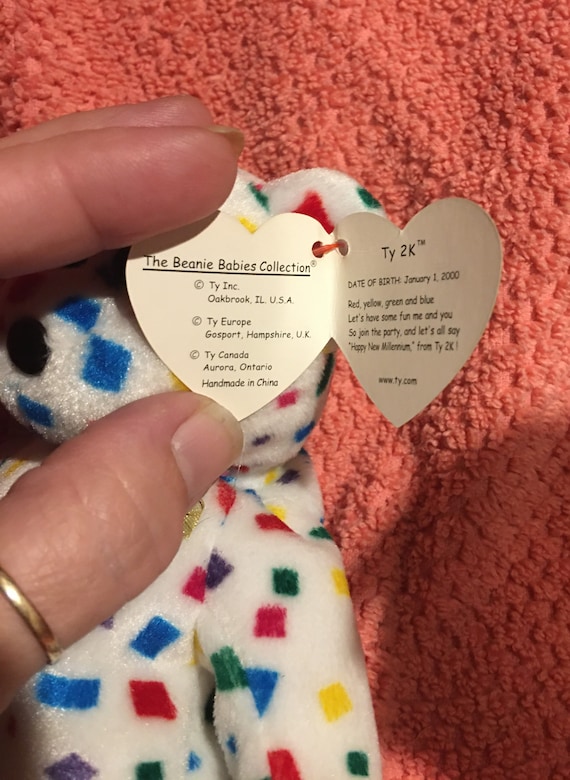 The Beanie Babies Collection®
© Ty Inc.
Oakbrook, IL. U.S.A.
© Ty Europe
Gosport, Hampshire, U.K.
© Ty Canada
Aurora, Ontario
Handmade in China
Ty 2K™
DATE OF BIRTH: January 1, 2000
Red, yellow, green and blue
Let's have some fun me and you
So join the party, and let's all say
"Happy New Millennium," from Ty 2K !
www.ty.com